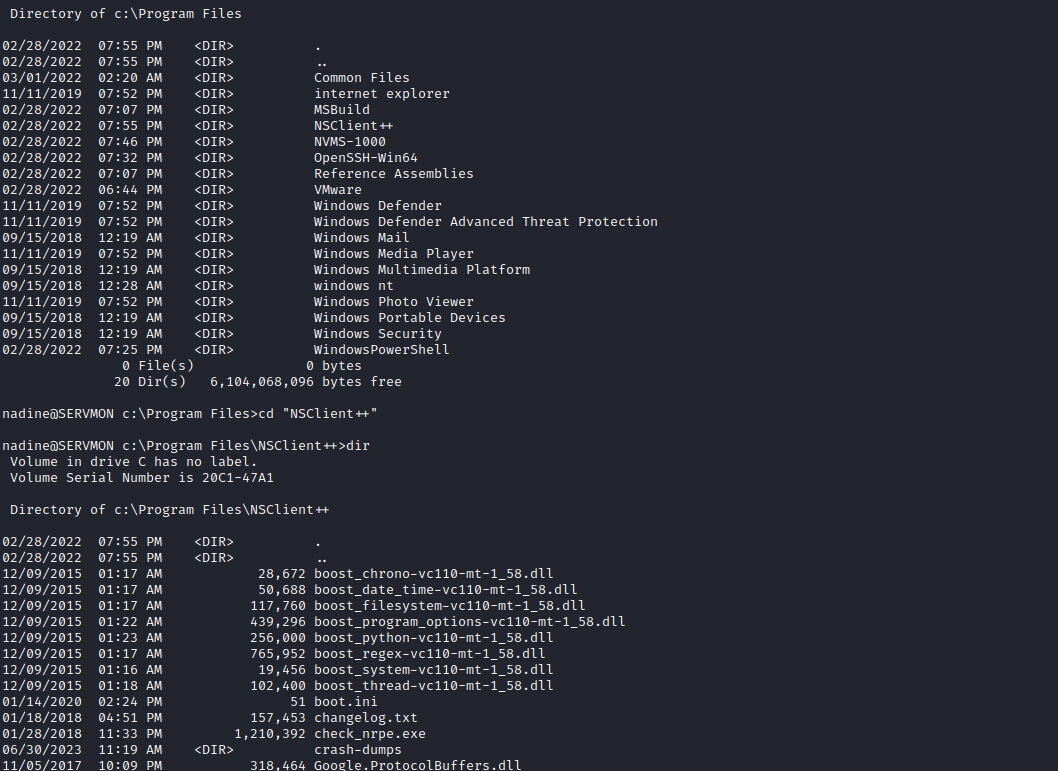 Directory of c:\Program Files

02/28/2022  07:55 PM    <DIR>          .
02/28/2022  07:55 PM    <DIR>          ..
03/01/2022  02:20 AM    <DIR>          Common Files
11/11/2019  07:52 PM    <DIR>          internet explorer
02/28/2022  07:07 PM    <DIR>          MSBuild
02/28/2022  07:55 PM    <DIR>          NSClient++
02/28/2022  07:46 PM    <DIR>          NVMS-1000
02/28/2022  07:32 PM    <DIR>          OpenSSH-Win64
02/28/2022  07:07 PM    <DIR>          Reference Assemblies
02/28/2022  06:44 PM    <DIR>          VMware
11/11/2019  07:52 PM    <DIR>          Windows Defender
11/11/2019  07:52 PM    <DIR>          Windows Defender Advanced Threat Protection
09/15/2018  12:19 AM    <DIR>          Windows Mail
11/11/2019  07:52 PM    <DIR>          Windows Media Player
09/15/2018  12:19 AM    <DIR>          Windows Multimedia Platform
09/15/2018  12:28 AM    <DIR>          windows nt
11/11/2019  07:52 PM    <DIR>          Windows Photo Viewer
09/15/2018  12:19 AM    <DIR>          Windows Portable Devices
09/15/2018  12:19 AM    <DIR>          Windows Security
02/28/2022  07:25 PM    <DIR>          WindowsPowerShell
               0 File(s)              0 bytes
              20 Dir(s)   6,104,068,096 bytes free

nadine@SERVMON c:\Program Files>cd "NSClient++"

nadine@SERVMON c:\Program Files\NSClient++>dir
 Volume in drive C has no label.
 Volume Serial Number is 20C1-47A1

 Directory of c:\Program Files\NSClient++

02/28/2022  07:55 PM    <DIR>          .
02/28/2022  07:55 PM    <DIR>          ..
12/09/2015  01:17 AM            28,672 boost_chrono-vc110-mt-1_58.dll
12/09/2015  01:17 AM            50,688 boost_date_time-vc110-mt-1_58.dll
12/09/2015  01:17 AM           117,760 boost_filesystem-vc110-mt-1_58.dll
12/09/2015  01:22 AM           439,296 boost_program_options-vc110-mt-1_58.dll
12/09/2015  01:23 AM           256,000 boost_python-vc110-mt-1_58.dll
12/09/2015  01:17 AM           765,952 boost_regex-vc110-mt-1_58.dll
12/09/2015  01:16 AM            19,456 boost_system-vc110-mt-1_58.dll
12/09/2015  01:18 AM           102,400 boost_thread-vc110-mt-1_58.dll
01/14/2020  02:24 PM                51 boot.ini
01/18/2018  04:51 PM           157,453 changelog.txt
01/28/2018  11:33 PM         1,210,392 check_nrpe.exe
06/30/2023  11:19 AM    <DIR>          crash-dumps
11/05/2017  10:09 PM           318,464 Google.ProtocolBuffers.dll